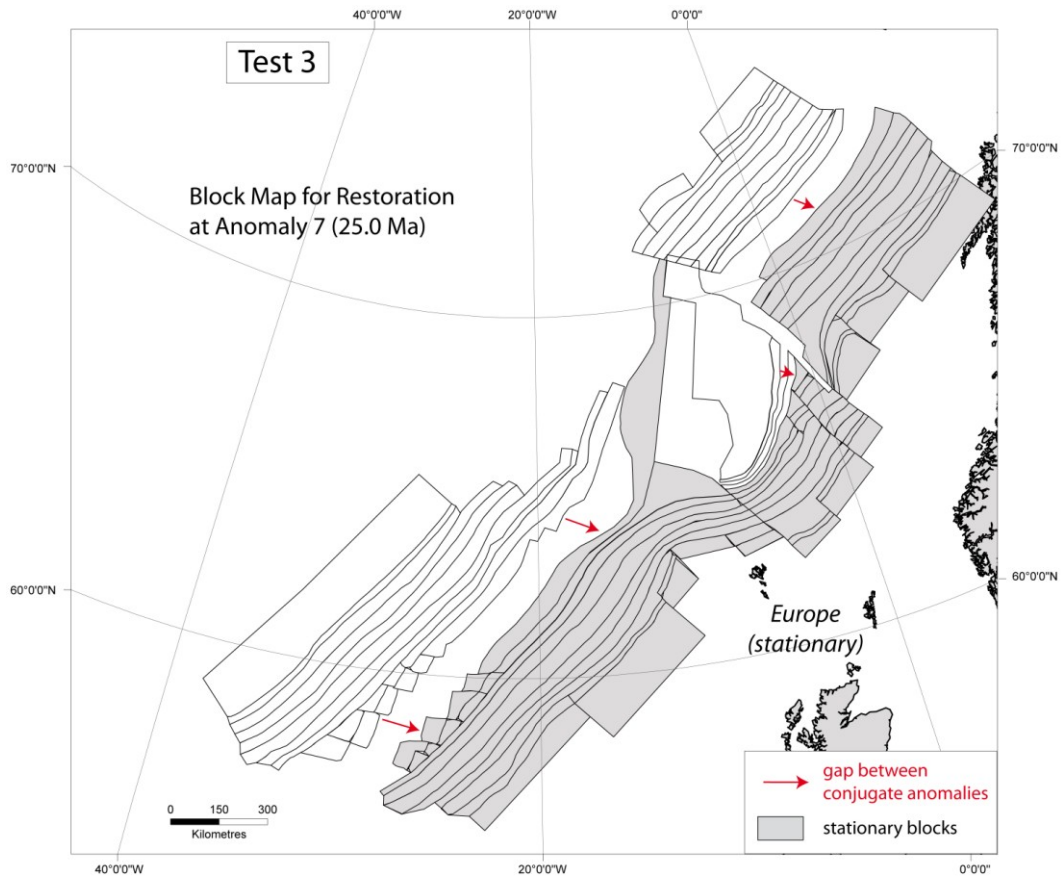 40°0'0"W
20°0'0"W
0°0'0"
Test 3
70°0'0"N
70°0'0"N
Block Map for Restoration
at Anomaly 7 (25.0 Ma)
60°0'0"N
60°0'0"N
Europe
(stationary)
0
150
300
Kilometres
gap between
conjugate anomalies
stationary blocks
40°0'0"W
20°0'0"W
0°0'0"